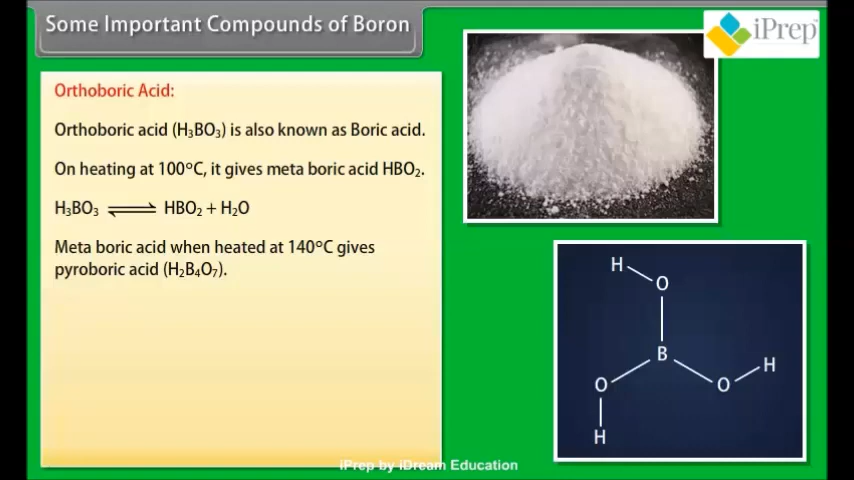 Some Important Compounds of Boron
iPrep
Orthoboric Acid:
Orthoboric acid (H₃BO₃) is also known as Boric acid.
On heating at 100°C, it gives meta boric acid HBO₂.
H₃BO₃ ⇌ HBO₂ + H₂O
Meta boric acid when heated at 140°C gives
pyroboric acid (H₂B₄O₇).
H
O
B
O
O
H
H
iPrep by iDream Education